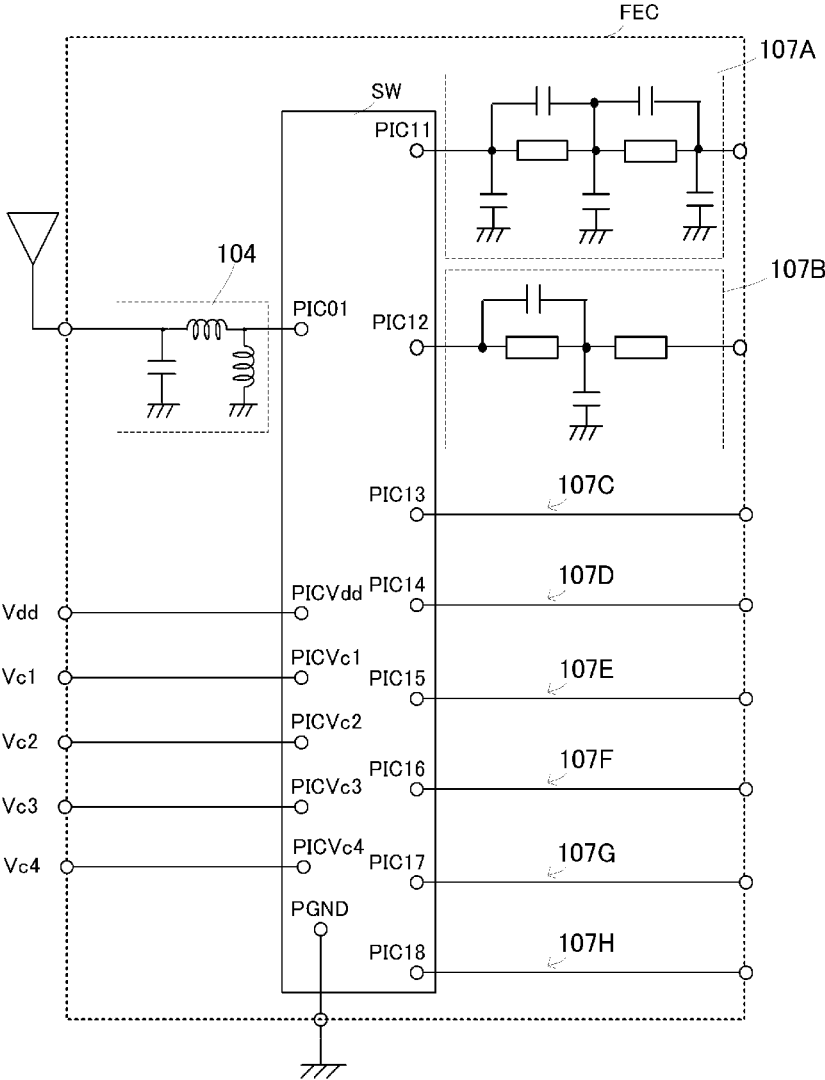 FEC
107A
SW
PIC11
104
107B
PIC01
PIC12
107C
PIC13
107D
PICVdd
PIC14
Vdd
107E
PICVc1
PIC15
Vc1
PICVc2
Vc2
107F
PIC16
PICVc3
Vc3
107G
PICVc4
PIC17
Vc4
PGND
107H
PIC18